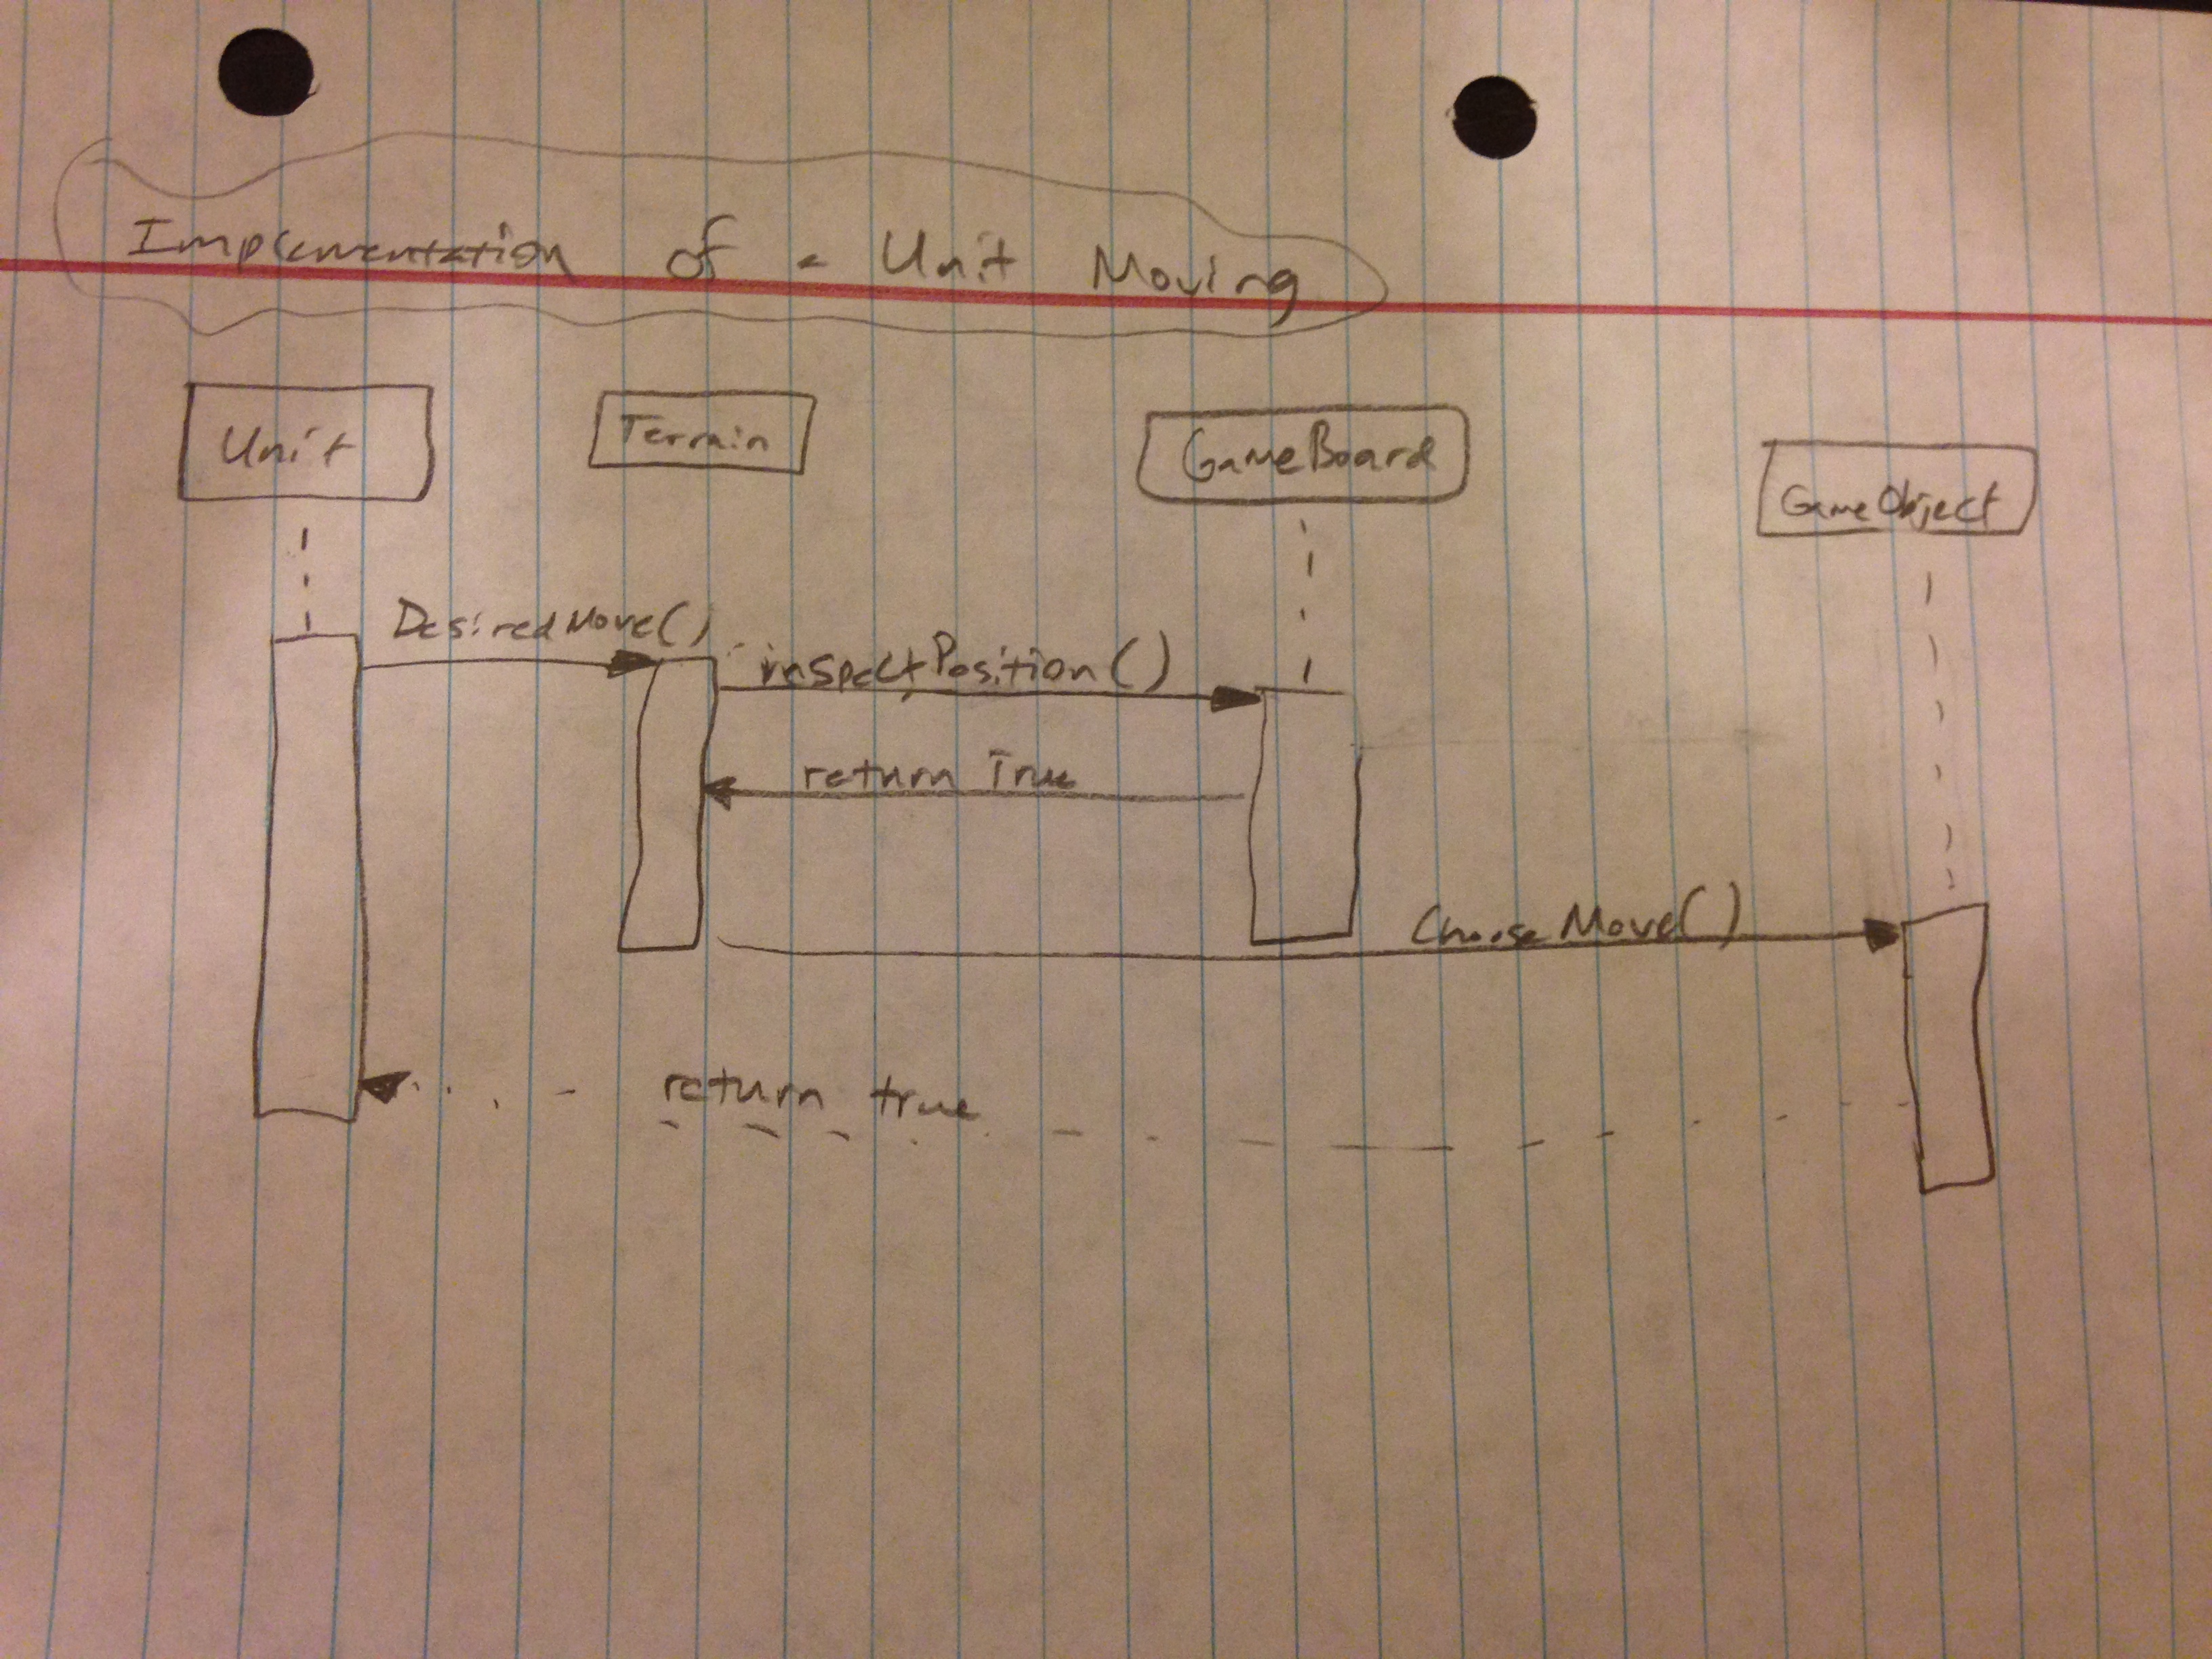 Implementation of a Unit Moving
Unit
Terrain
GameBoard
GameObject
DesiredMove()
inspectPosition()
return True
ChooseMove()
return true